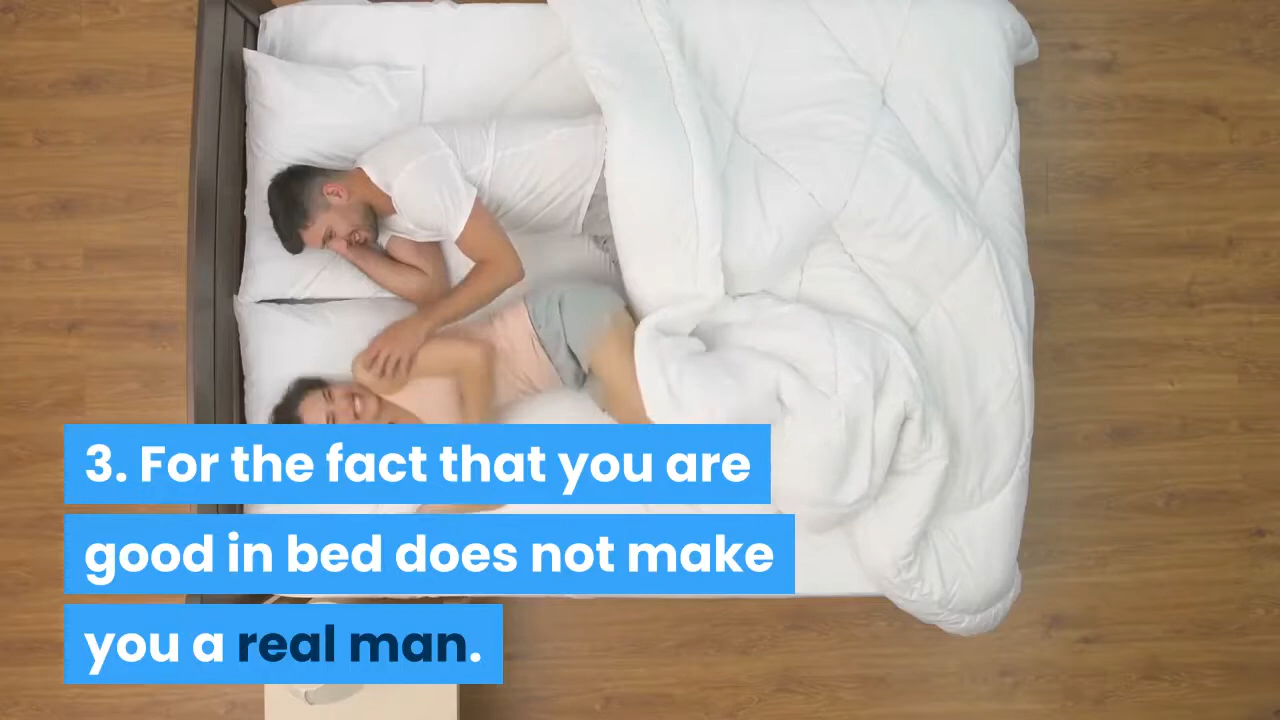 3. For the fact that you are
good in bed does not make
you a real man.